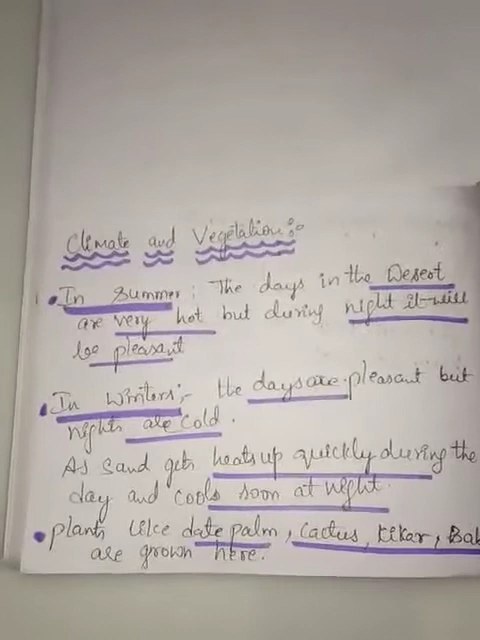 Climate and Vegetation:-
In Summer: The days in the Desert
are very hot but during night it will
be pleasant
In Winters:- the days are pleasant but
nights are cold.
As Sand gets heats up quickly during the
day and cools soon at night.
plants like date palm, Cactus, Kikar,
are grown here.